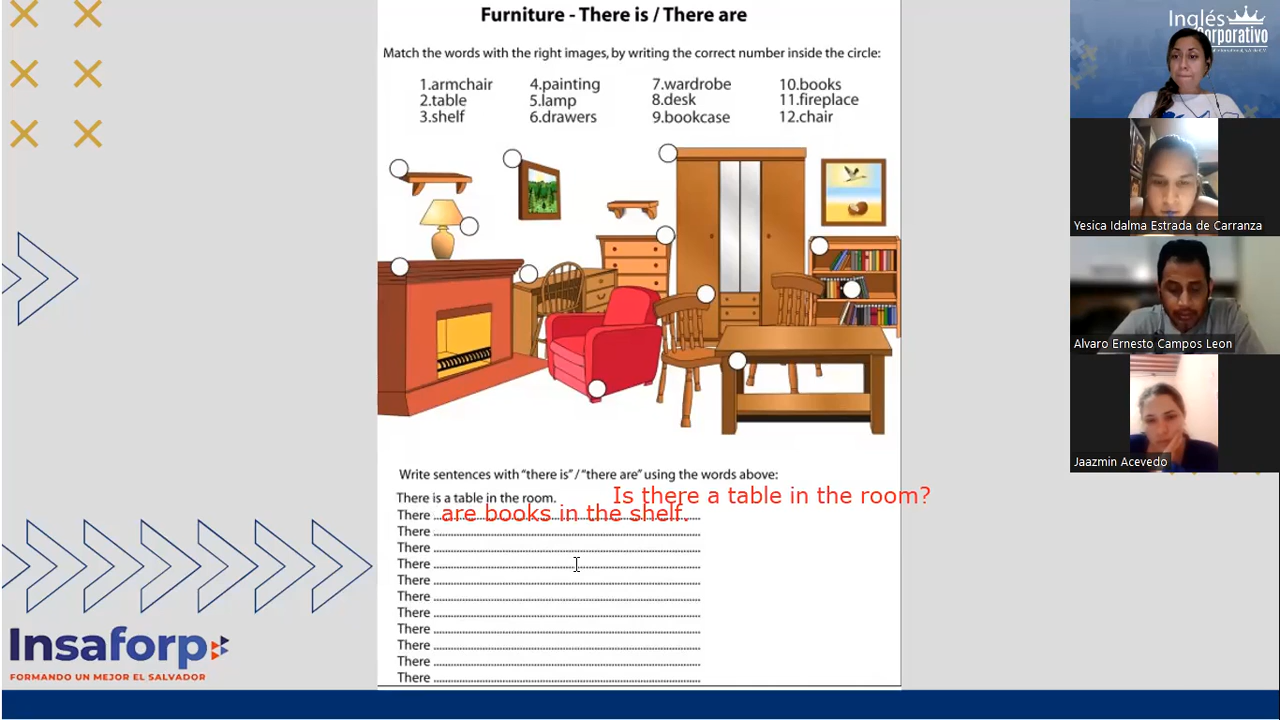 Furniture - There is / There are
Match the words with the right images, by writing the correct number inside the circle:
1.armchair 4.painting 7.wardrobe 10.books
2.table 5.lamp 8.desk 11.fireplace
3.shelf 6.drawers 9.bookcase 12.chair
Write sentences with "there is" / "there are" using the words above:
There is a table in the room. Is there a table in the room?
There are books in the shelf.
There
There
There
There
There
There
There
There
There
There
Insaforp
FORMANDO UN MEJOR EL SALVADOR
Inglés
Corporativo
Yesica Idalma Estrada de Carranza
Alvaro Ernesto Campos Leon
Jaazmin Acevedo